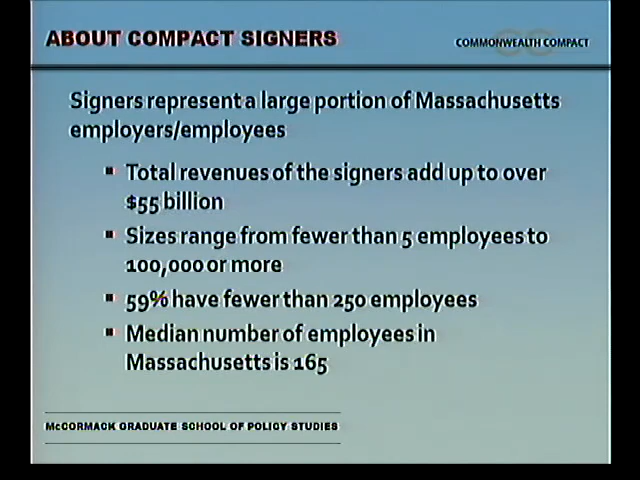 ABOUT COMPACT SIGNERS
COMMONWEALTH COMPACT
Signers represent a large portion of Massachusetts
employers/employees
▪ Total revenues of the signers add up to over
$55 billion
▪ Sizes range from fewer than 5 employees to
100,000 or more
▪ 59% have fewer than 250 employees
▪ Median number of employees in
Massachusetts is 165
McCORMACK GRADUATE SCHOOL OF POLICY STUDIES